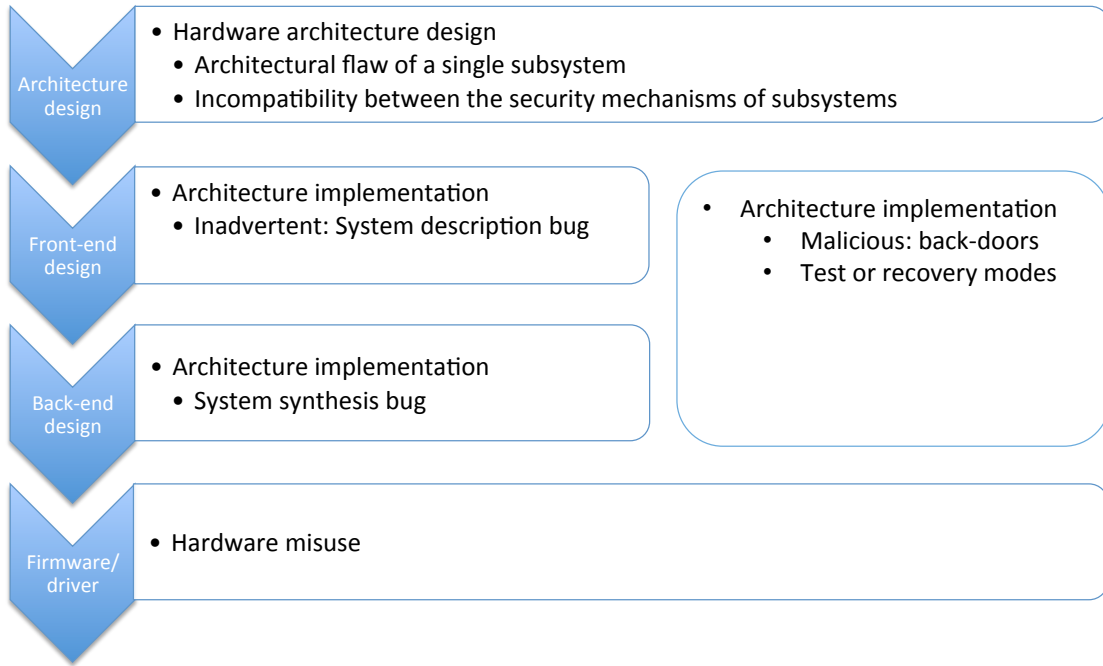 Architecture
design
• Hardware architecture design
• Architectural flaw of a single subsystem
• Incompatibility between the security mechanisms of subsystems
Front-end
design
• Architecture implementation
• Inadvertent: System description bug
• Architecture implementation
• Malicious: back-doors
• Test or recovery modes
Back-end
design
• Architecture implementation
• System synthesis bug
Firmware/
driver
• Hardware misuse